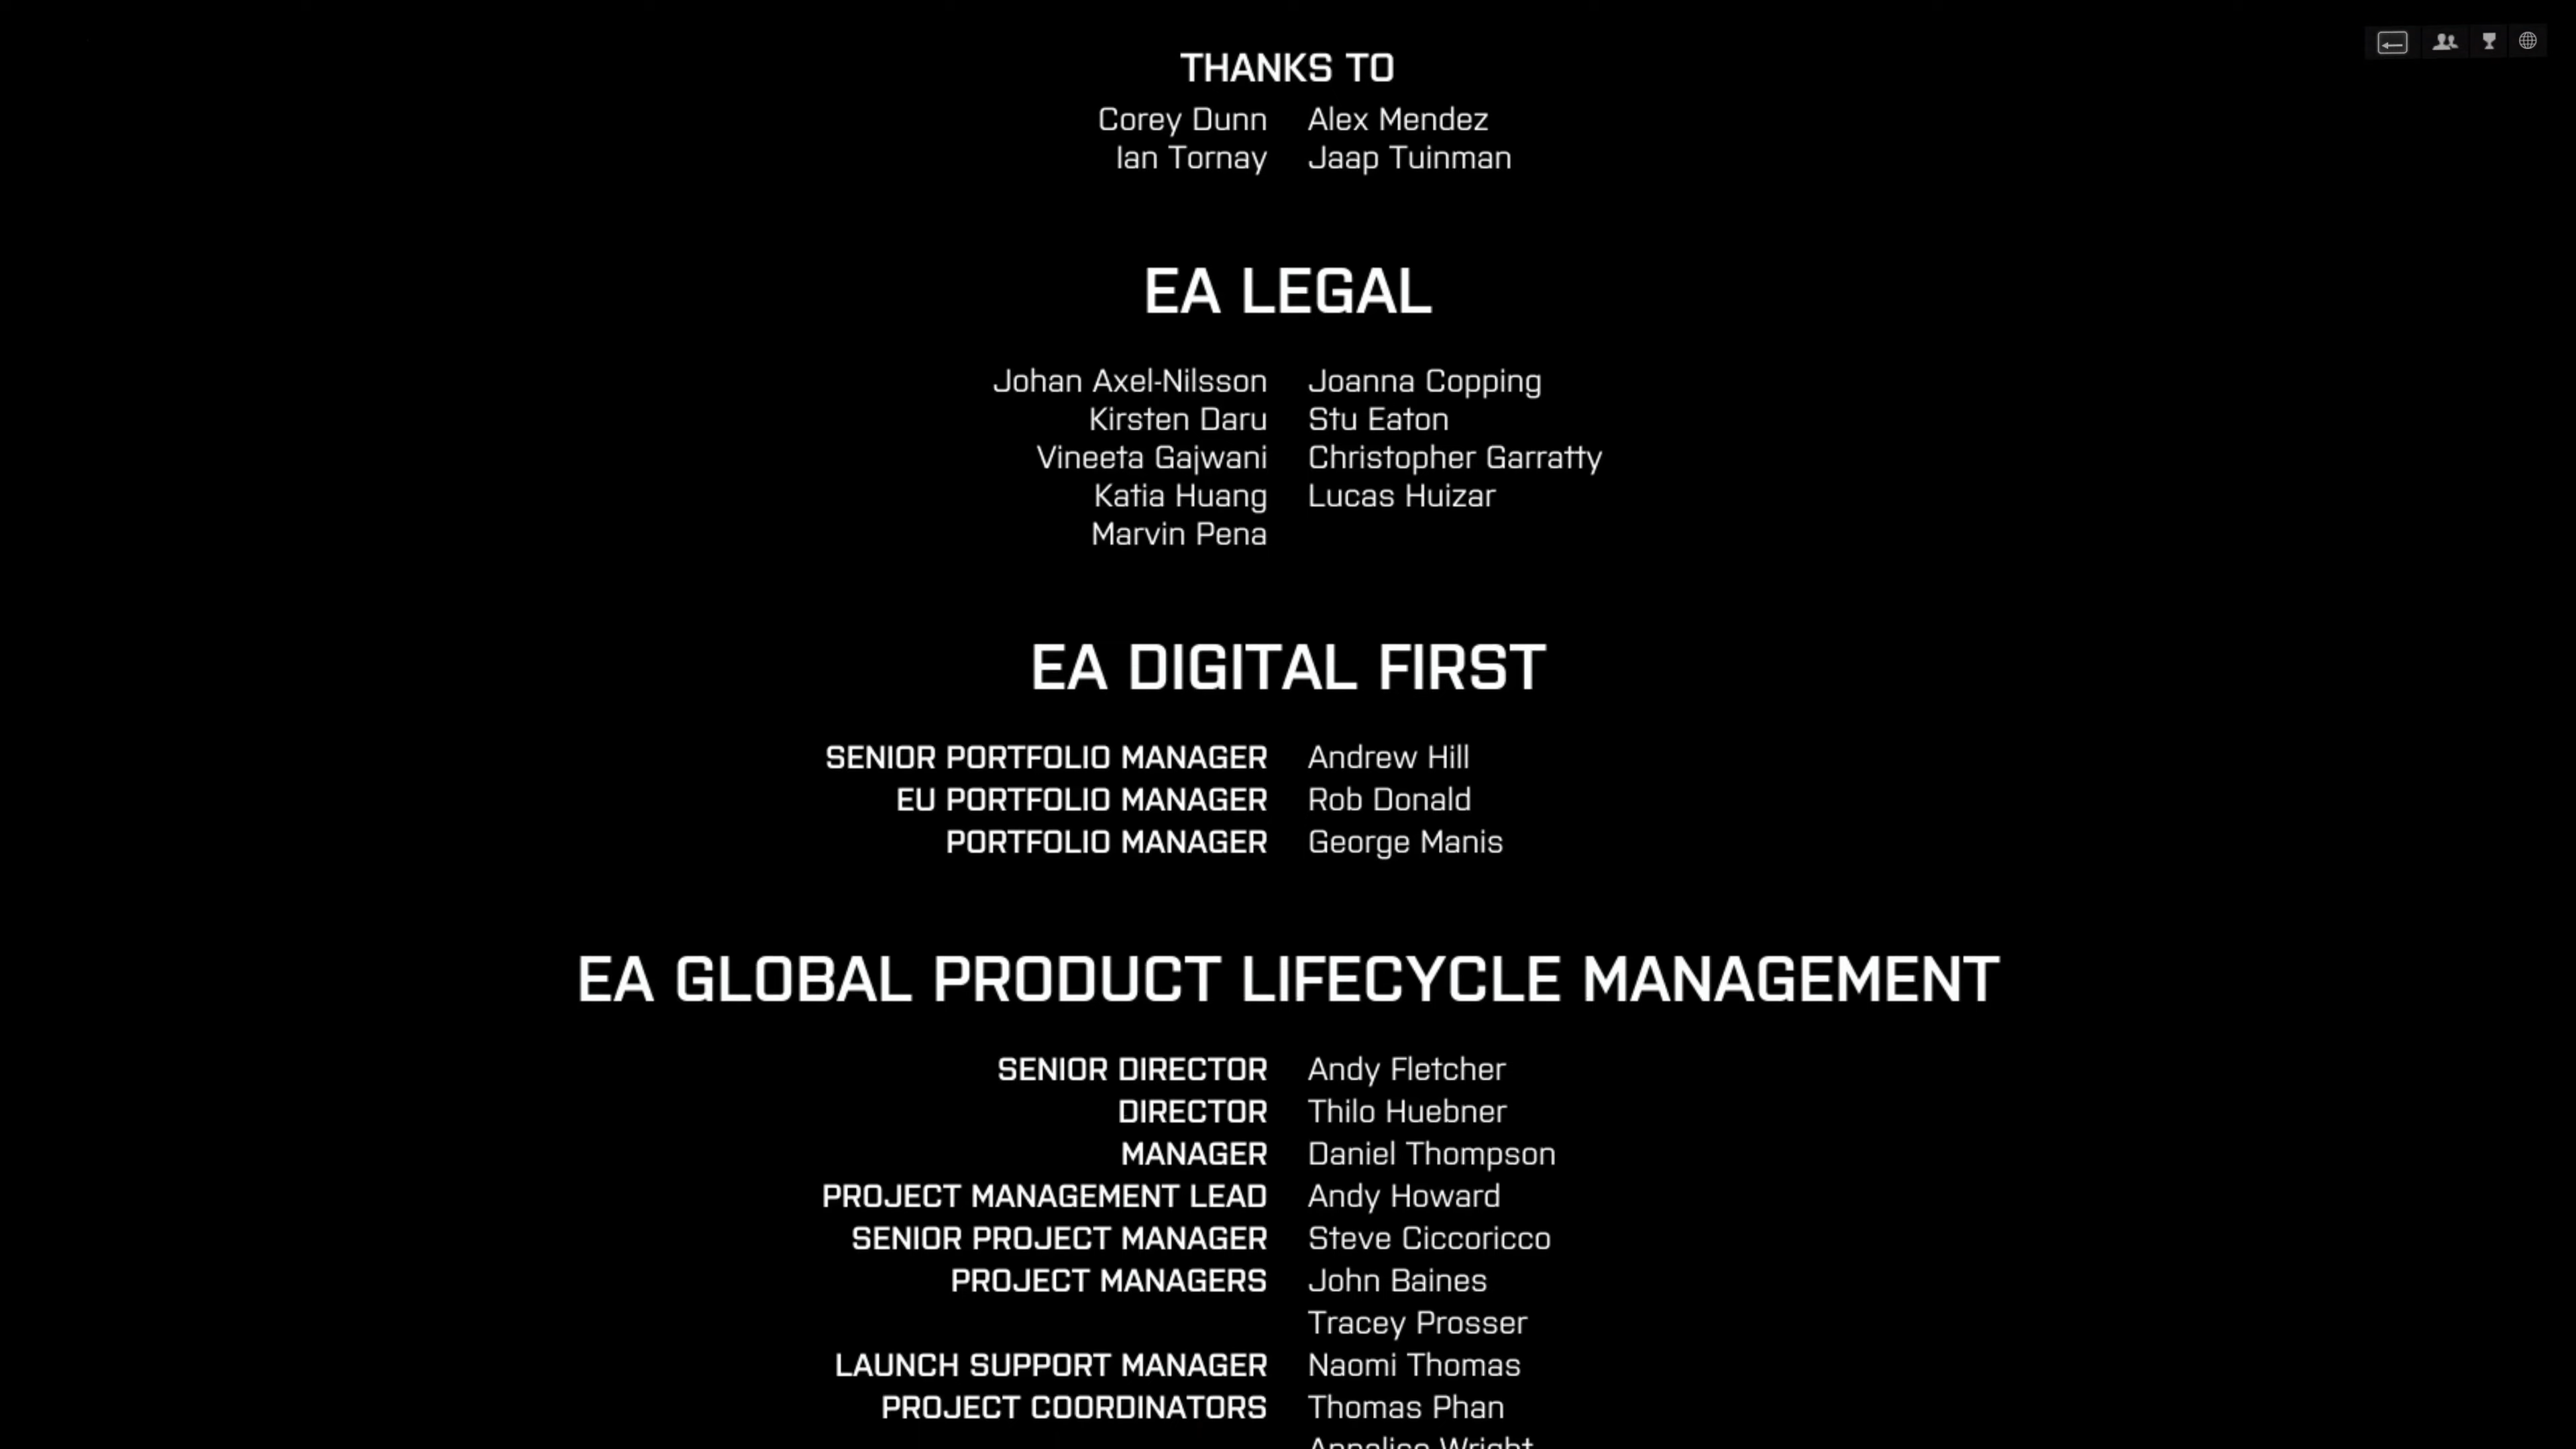 THANKS TO
Corey Dunn Alex Mendez
Ian Tornay Jaap Tuinman
EA LEGAL
Johan Axel-Nilsson Joanna Copping
Kirsten Daru Stu Eaton
Vineeta Gajwani Christopher Garratty
Katia Huang Lucas Huizar
Marvin Pena
EA DIGITAL FIRST
SENIOR PORTFOLIO MANAGER Andrew Hill
EU PORTFOLIO MANAGER Rob Donald
PORTFOLIO MANAGER George Manis
EA GLOBAL PRODUCT LIFECYCLE MANAGEMENT
SENIOR DIRECTOR Andy Fletcher
DIRECTOR Thilo Huebner
MANAGER Daniel Thompson
PROJECT MANAGEMENT LEAD Andy Howard
SENIOR PROJECT MANAGER Steve Ciccoricco
PROJECT MANAGERS John Baines
Tracey Prosser
LAUNCH SUPPORT MANAGER Naomi Thomas
PROJECT COORDINATORS Thomas Phan
Wright